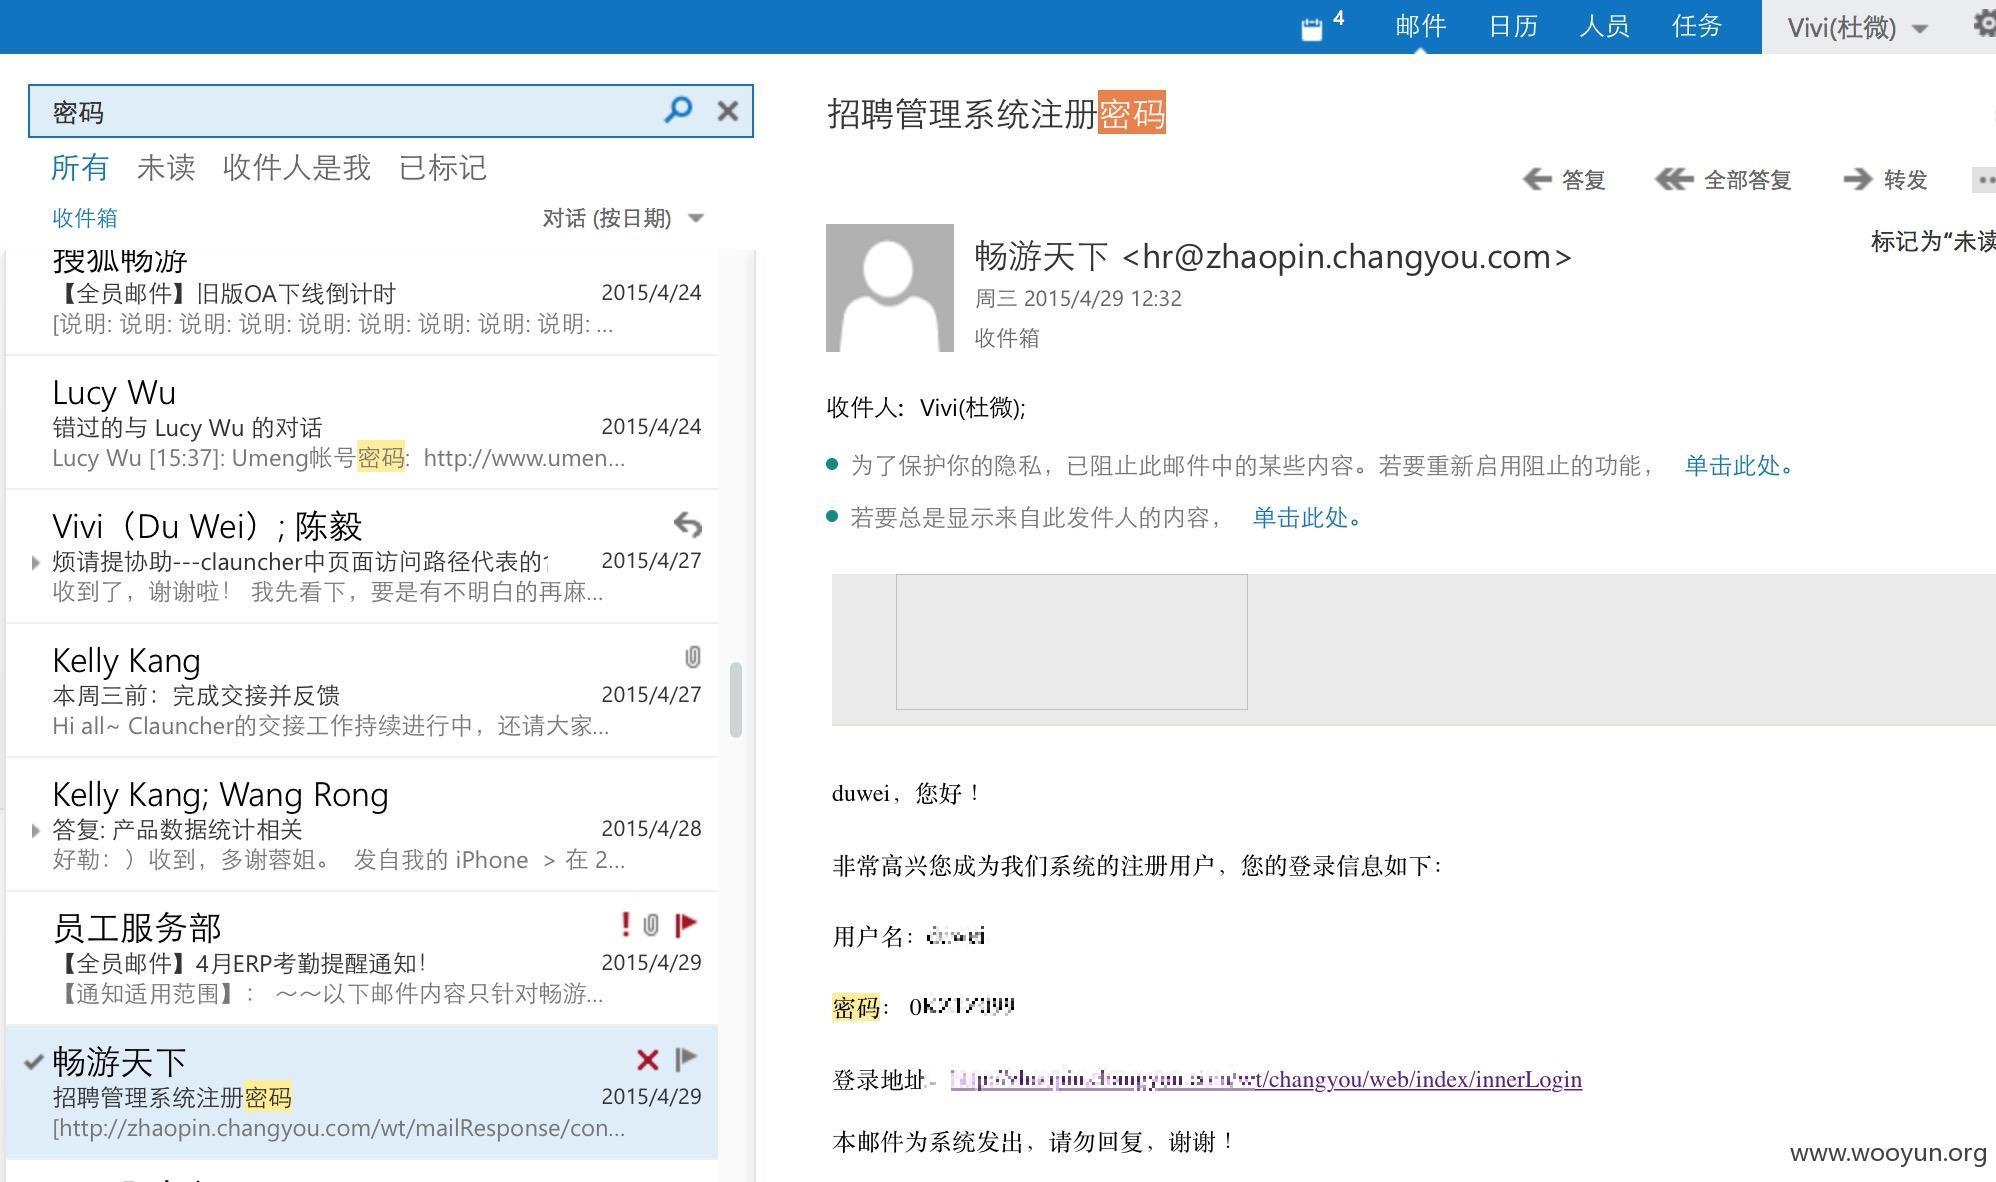 4
邮件
日历
人员
任务
Vivi(杜微)
密码
所有 未读 收件人是我 已标记
收件箱
对话 (按日期)
搜狐畅游
【全员邮件】旧版OA下线倒计时 2015/4/24
[说明: 说明: 说明: 说明: 说明: 说明: 说明: 说明: 说明: ...
Lucy Wu
错过的与 Lucy Wu 的对话 2015/4/24
Lucy Wu [15:37]: Umeng帐号密码: http://www.umen...
Vivi（Du Wei）; 陈毅
烦请提协助---clauncher中页面访问路径代表的 2015/4/27
收到了，谢谢啦！ 我先看下，要是有不明白的再麻...
Kelly Kang
本周三前：完成交接并反馈 2015/4/27
Hi all~ Clauncher的交接工作持续进行中，还请大家...
Kelly Kang; Wang Rong
答复: 产品数据统计相关 2015/4/28
好勒：）收到，多谢蓉姐。 发自我的 iPhone > 在 2...
员工服务部
【全员邮件】4月ERP考勤提醒通知！ 2015/4/29
【通知适用范围】： ～～以下邮件内容只针对畅游...
畅游天下
招聘管理系统注册密码 2015/4/29
[http://zhaopin.changyou.com/wt/mailResponse/con...
招聘管理系统注册密码
答复
全部答复
转发
标记为“未读
畅游天下 <hr@zhaopin.changyou.com>
周三 2015/4/29 12:32
收件箱
收件人: Vivi(杜微);
为了保护你的隐私，已阻止此邮件中的某些内容。若要重新启用阻止的功能， 单击此处。
若要总是显示来自此发件人的内容， 单击此处。
duwei，您好！
非常高兴您成为我们系统的注册用户，您的登录信息如下：
用户名：
密码：
登录地址 t/changyou/web/index/innerLogin
本邮件为系统发出，请勿回复，谢谢！
www.wooyun.org